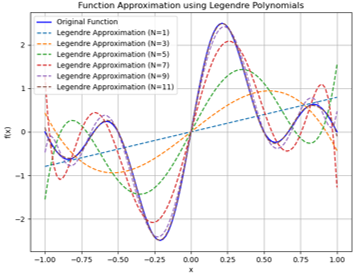 Function Approximation using Legendre Polynomials
Original Function
Legendre Approximation (N=1)
Legendre Approximation (N=3)
Legendre Approximation (N=5)
Legendre Approximation (N=7)
Legendre Approximation (N=9)
Legendre Approximation (N=11)
f(x)
2
1
0
−1
−2
−1.00 −0.75 −0.50 −0.25 0.00 0.25 0.50 0.75 1.00
x